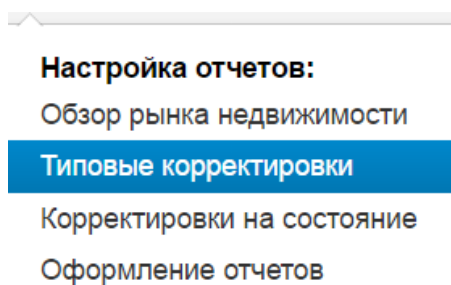 Настройка отчетов:
Обзор рынка недвижимости
Типовые корректировки
Корректировки на состояние
Оформление отчетов